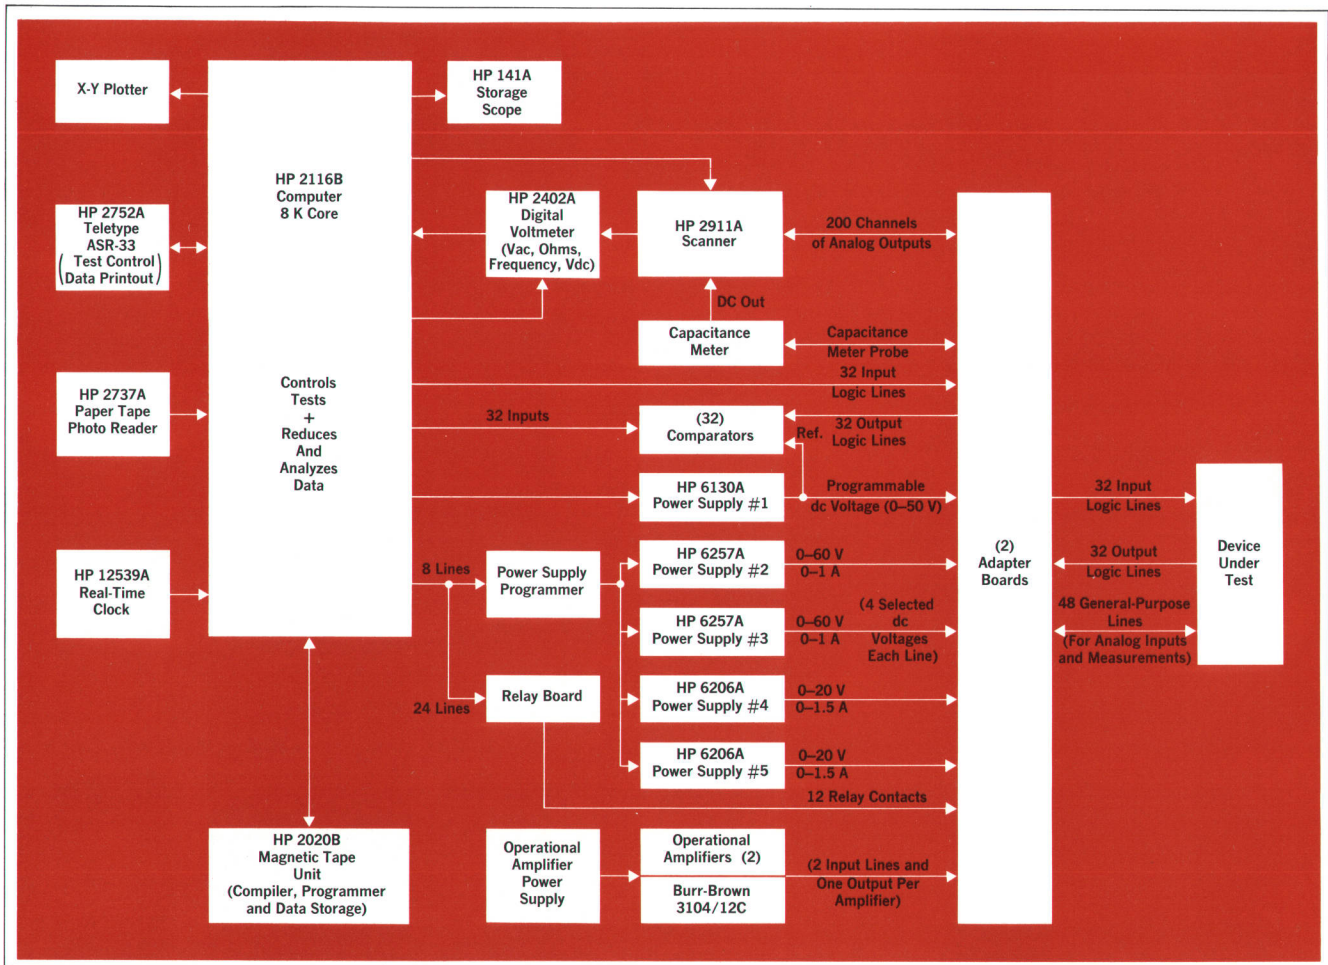 X-Y Plotter
HP 141A
Storage
Scope
HP 2116B
Computer
8 K Core
HP 2752A
Teletype
ASR-33
( Test Control )
( Data Printout )
HP 2402A
Digital
Voltmeter
(Vac, Ohms,
Frequency, Vdc)
HP 2911A
Scanner
200 Channels
of Analog Outputs
DC Out
Capacitance
Meter
Capacitance
Meter Probe
32 Input
Logic Lines
HP 2737A
Paper Tape
Photo Reader
Controls
Tests
+
Reduces
And
Analyzes
Data
32 Inputs
(32)
Comparators
Ref.
32 Output
Logic Lines
HP 6130A
Power Supply #1
Programmable
dc Voltage (0–50 V)
32 Input
Logic Lines
(2)
Adapter
Boards
32 Output
Logic Lines
Device
Under
Test
48 General-Purpose
Lines
(For Analog Inputs
and Measurements)
HP 12539A
Real-Time
Clock
8 Lines
Power Supply
Programmer
HP 6257A
Power Supply #2
0–60 V
0–1 A
HP 6257A
Power Supply #3
0–60 V
0–1 A
(4 Selected
dc
Voltages
Each Line)
24 Lines
Relay Board
HP 6206A
Power Supply #4
0–20 V
0–1.5 A
HP 6206A
Power Supply #5
0–20 V
0–1.5 A
12 Relay Contacts
HP 2020B
Magnetic Tape
Unit
(Compiler, Programmer
and Data Storage)
Operational
Amplifier
Power
Supply
Operational
Amplifiers (2)
Burr-Brown
3104/12C
(2 Input Lines and
One Output Per
Amplifier)